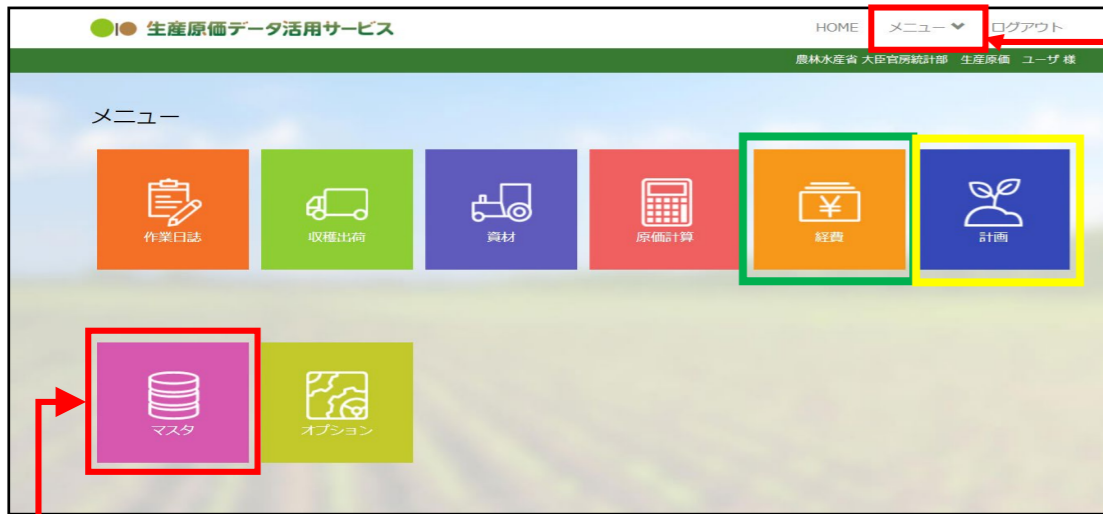 生産原価データ活用サービス
HOME メニュー ログアウト
農林水産省 大臣官房統計部 生産原価 ユーザ 様
メニュー
作業日誌 収穫出荷 資材 原価計算 経費 計画
マスタ オプション